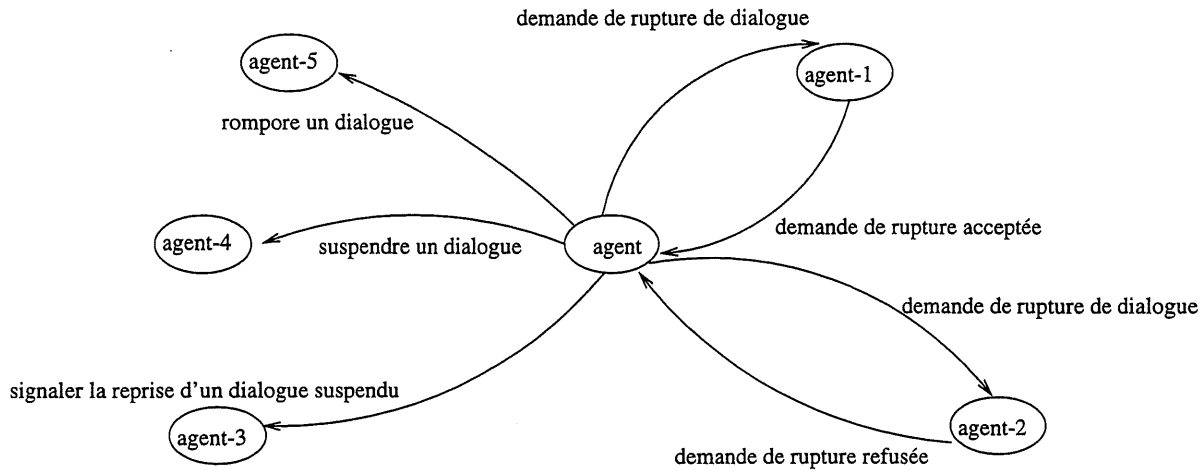 demande de rupture de dialogue
agent-5
agent-1
rompore un dialogue
demande de rupture acceptée
agent-4
suspendre un dialogue
agent
demande de rupture de dialogue
signaler la reprise d'un dialogue suspendu
agent-3
agent-2
demande de rupture refusée